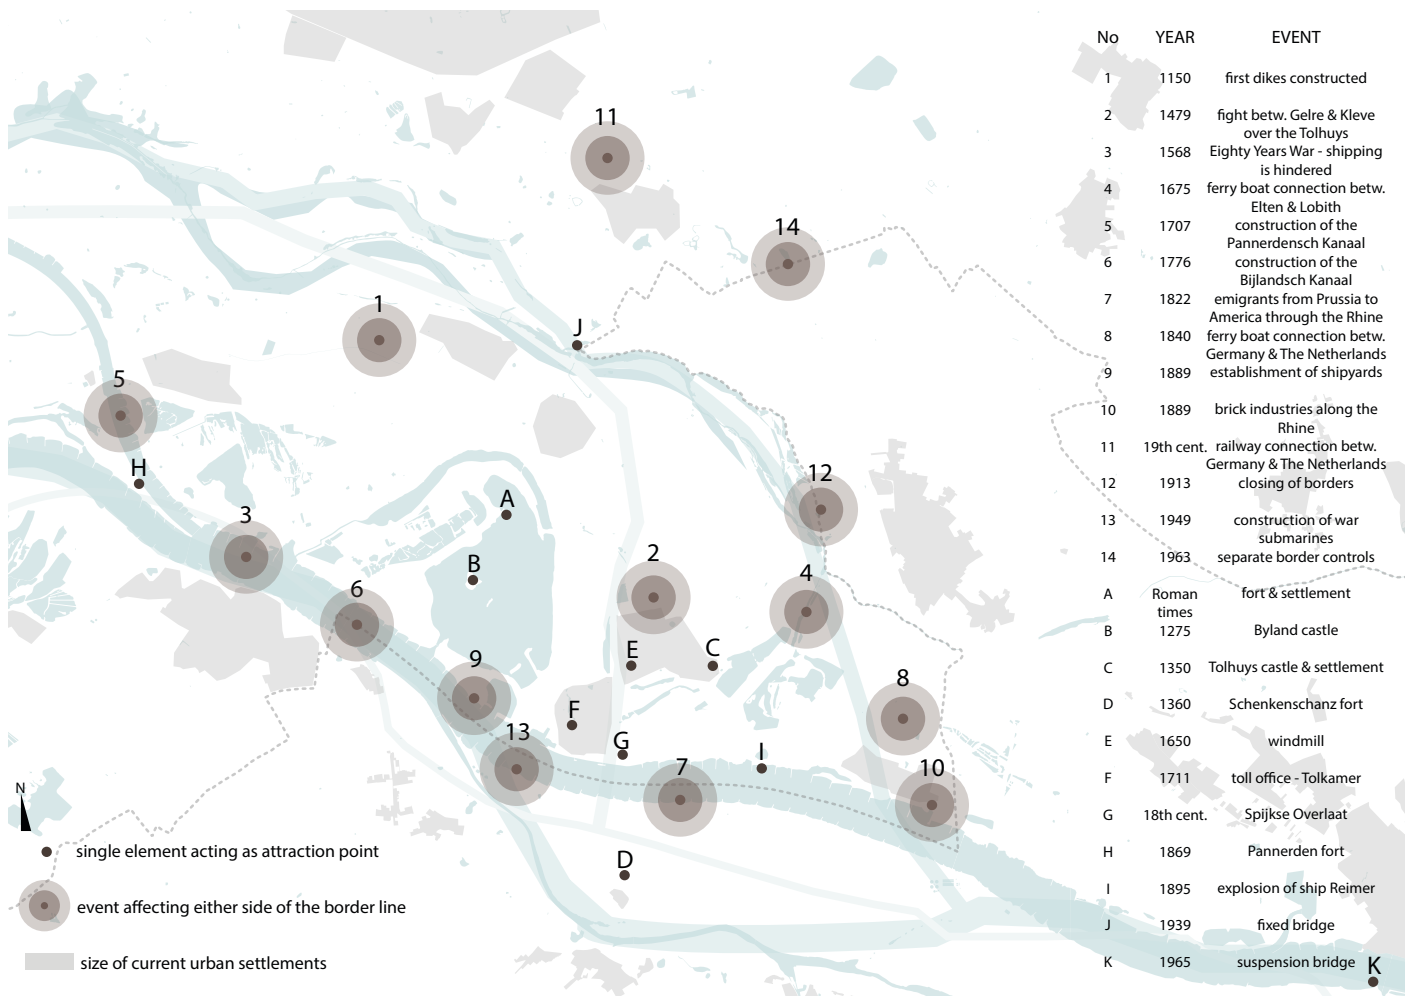 No YEAR EVENT
1 1150 first dikes constructed
2 1479 fight betw. Gelre & Kleve
over the Tolhuys
3 1568 Eighty Years War - shipping
is hindered
4 1675 ferry boat connection betw.
Elten & Lobith
5 1707 construction of the
Pannerdensch Kanaal
6 1776 construction of the
Bijlandsch Kanaal
7 1822 emigrants from Prussia to
America through the Rhine
8 1840 ferry boat connection betw.
Germany & The Netherlands
9 1889 establishment of shipyards
10 1889 brick industries along the
Rhine
11 19th cent. railway connection betw.
Germany & The Netherlands
12 1913 closing of borders
13 1949 construction of war
submarines
14 1963 separate border controls
A Roman fort & settlement
times
B 1275 Byland castle
C 1350 Tolhuys castle & settlement
D 1360 Schenkenschanz fort
E 1650 windmill
F 1711 toll office - Tolkamer
G 18th cent. Spijkse Overlaat
H 1869 Pannerden fort
I 1895 explosion of ship Reimer
J 1939 fixed bridge
K 1965 suspension bridge
11
14
1
J
5
H
12
A
3
2
B
4
6
E
C
9
8
F
13
G
I
7
10
D
K
N
single element acting as attraction point
event affecting either side of the border line
size of current urban settlements